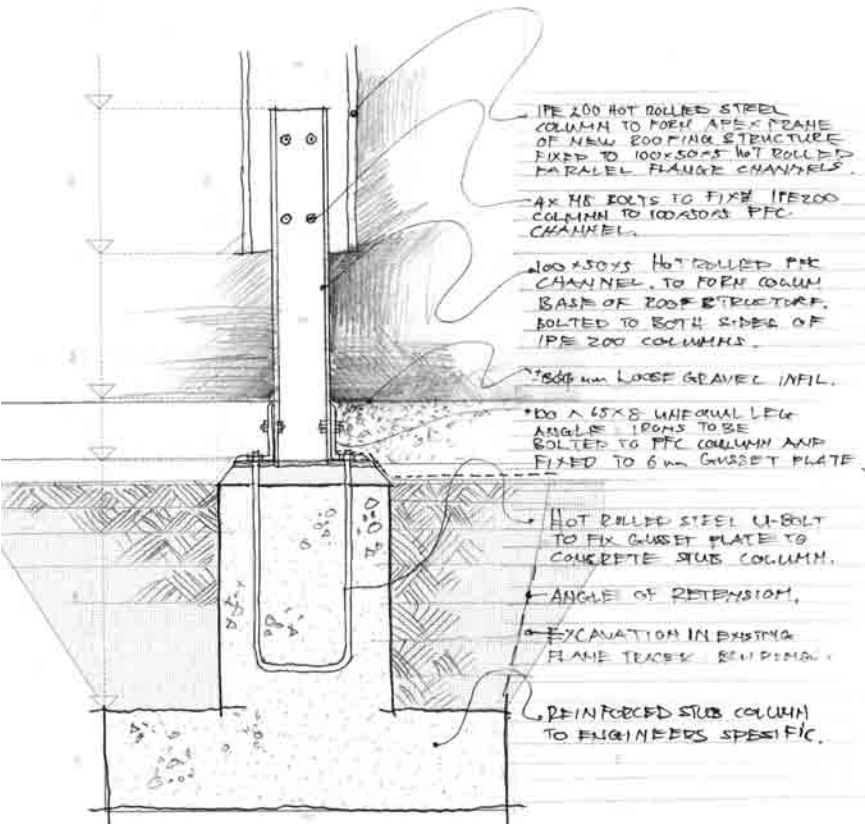 IPE 200 HOT ROLLED STEEL
COLUMN TO FORM APEX FRAME
OF NEW ROOFING STRUCTURE
FIXED TO 100x50x5 HOT ROLLED
PARALEL FLANGE CHANNELS.
4x M8 BOLTS TO FIX IPE200
COLUMN TO 100x50x5 PFC
CHANNEL.
100x50x5 HOT ROLLED PFC
CHANNEL. TO FORM COLUM
BASE OF ROOF STRUCTURE.
BOLTED TO BOTH SIDES OF
IPE 200 COLUMNS.
mm LOOSE GRAVEL INFIL.
100 x 65x8 UNEQUAL LEG
ANGLE IRONS TO BE
BOLTED TO PFC COLUMN AND
FIXED TO 6mm GUSSET PLATE.
HOT ROLLED STEEL U-BOLT
TO FIX GUSSET PLATE TO
CONCRETE STUB COLUMN.
ANGLE OF RETENSION.
EXCAVATION IN EXISTING
REINFORCED STUB COLUMN
TO ENGINEERS SPESIFIC.